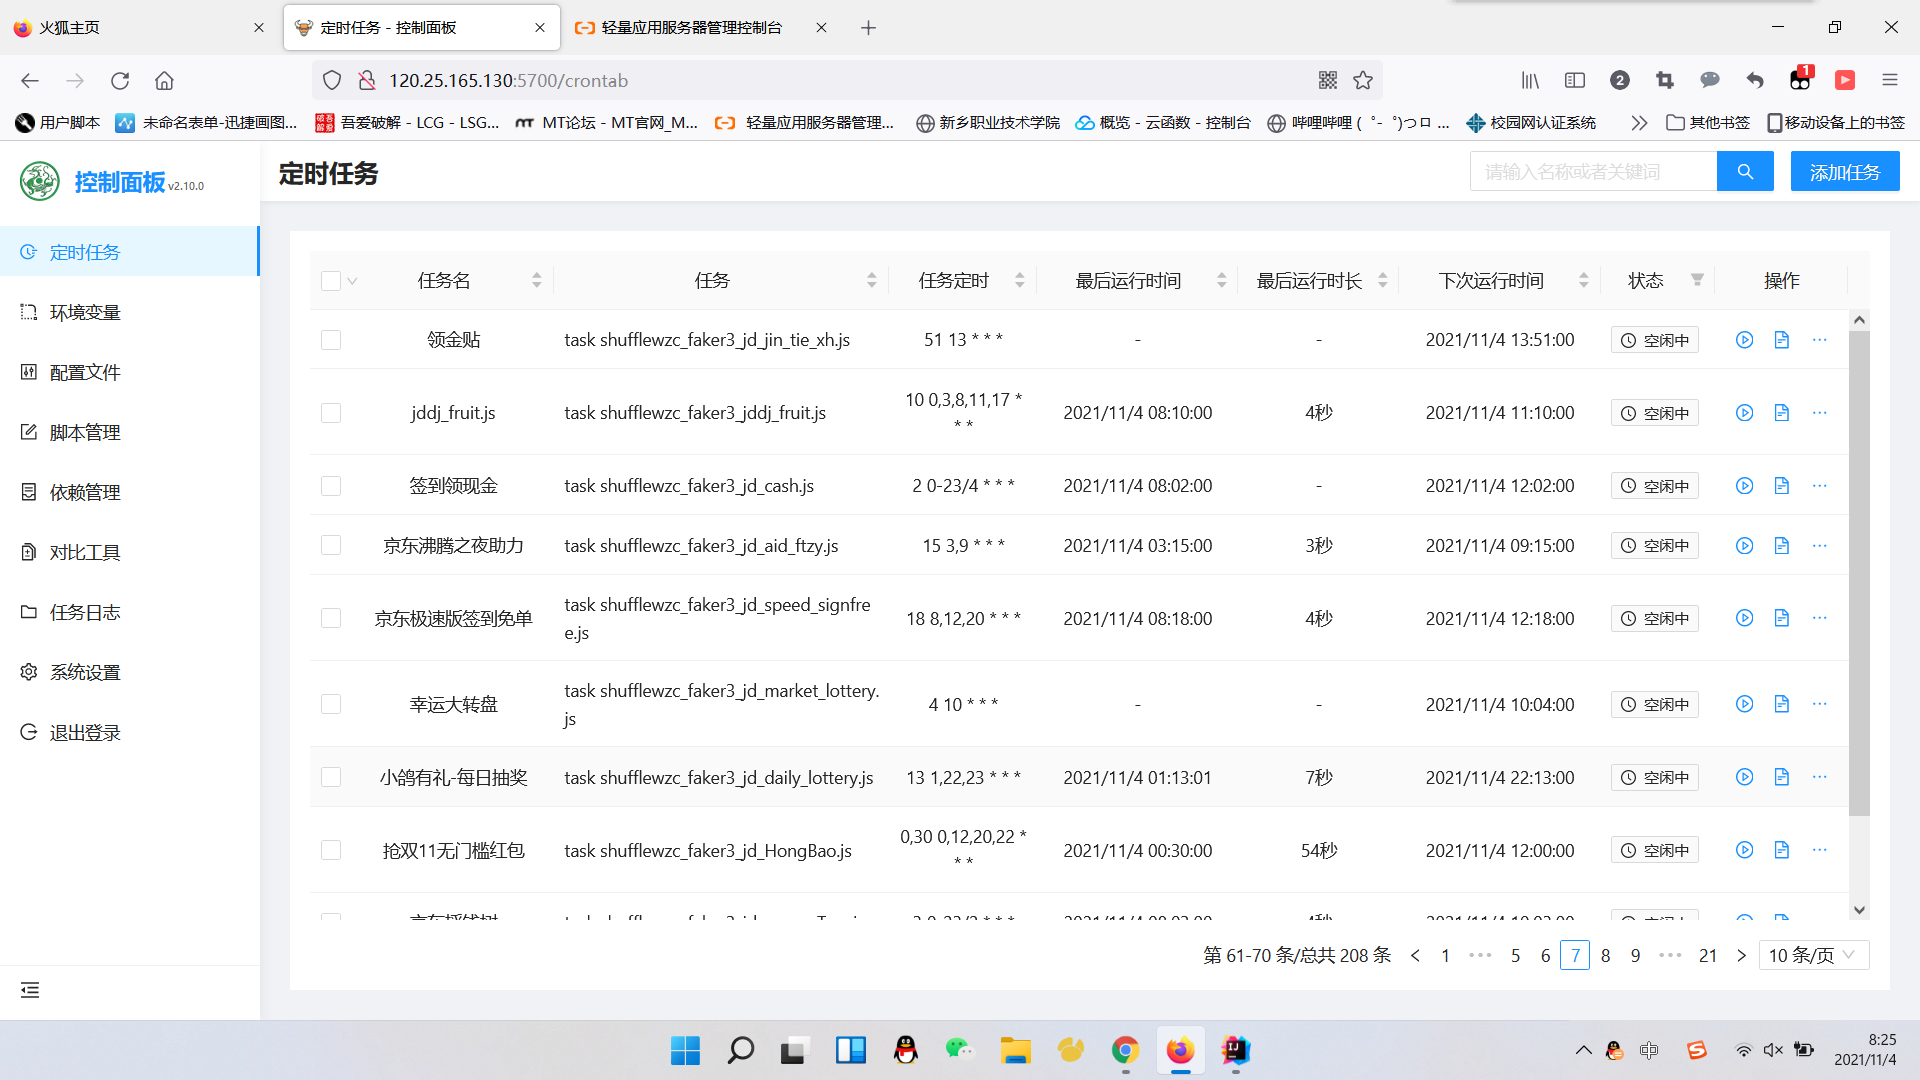 火狐主页
定时任务 - 控制面板
轻量应用服务器管理控制台
120.25.165.130:5700/crontab
2
1
用户脚本
未命名表单-迅捷画图...
吾爱破解 - LCG - LSG...
MT论坛 - MT官网_M...
轻量应用服务器管理...
新乡职业技术学院
概览 - 云函数 - 控制台
哔哩哔哩 ( ゜- ゜)つロ ...
校园网认证系统
其他书签
移动设备上的书签
控制面板 v2.10.0
定时任务
请输入名称或者关键词
添加任务
定时任务
环境变量
配置文件
脚本管理
依赖管理
对比工具
任务日志
系统设置
退出登录
任务名 任务 任务定时 最后运行时间 最后运行时长 下次运行时间 状态 操作
领金贴 task shufflewzc_faker3_jd_jin_tie_xh.js 51 13 * * * - - 2021/11/4 13:51:00 空闲中
jddj_fruit.js task shufflewzc_faker3_jddj_fruit.js 10 0,3,8,11,17 * * * 2021/11/4 08:10:00 4秒 2021/11/4 11:10:00 空闲中
签到领现金 task shufflewzc_faker3_jd_cash.js 2 0-23/4 * * * 2021/11/4 08:02:00 - 2021/11/4 12:02:00 空闲中
京东沸腾之夜助力 task shufflewzc_faker3_jd_aid_ftzy.js 15 3,9 * * * 2021/11/4 03:15:00 3秒 2021/11/4 09:15:00 空闲中
京东极速版签到免单 task shufflewzc_faker3_jd_speed_signfree.js 18 8,12,20 * * * 2021/11/4 08:18:00 4秒 2021/11/4 12:18:00 空闲中
幸运大转盘 task shufflewzc_faker3_jd_market_lottery.js 4 10 * * * - - 2021/11/4 10:04:00 空闲中
小鸽有礼-每日抽奖 task shufflewzc_faker3_jd_daily_lottery.js 13 1,22,23 * * * 2021/11/4 01:13:01 7秒 2021/11/4 22:13:00 空闲中
抢双11无门槛红包 task shufflewzc_faker3_jd_HongBao.js 0,30 0,12,20,22 * * * 2021/11/4 00:30:00 54秒 2021/11/4 12:00:00 空闲中
第 61-70 条/总共 208 条 1 ••• 5 6 7 8 9 ••• 21 10 条/页
中
8:25
2021/11/4